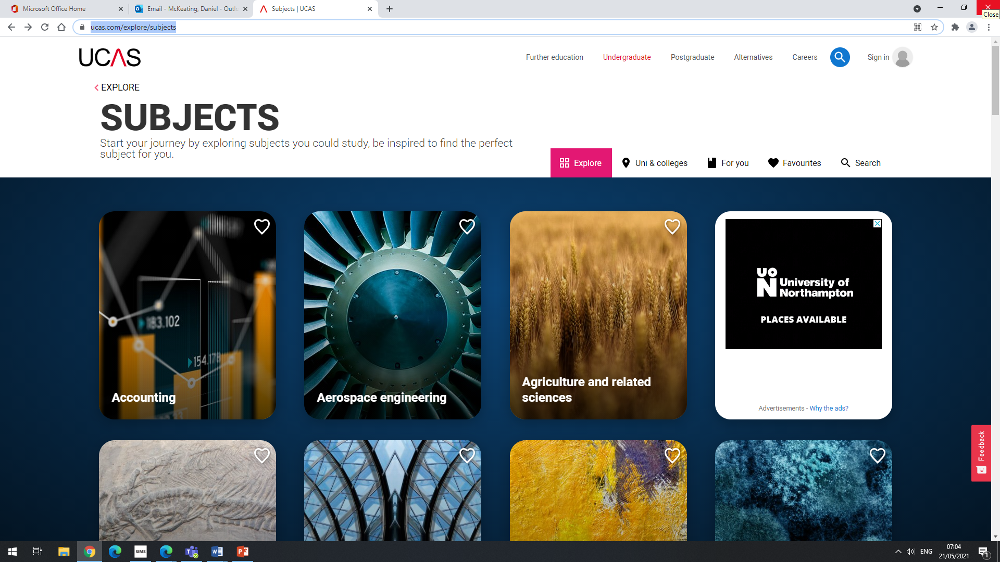 Microsoft Office Home
Email - McKeating, Daniel - Outlo
Subjects | UCAS
Close
ucas.com/explore/subjects
UCAS
Further education
Undergraduate
Postgraduate
Alternatives
Careers
Sign in
EXPLORE
SUBJECTS
Start your journey by exploring subjects you could study, be inspired to find the perfect
subject for you.
Explore
Uni & colleges
For you
Favourites
Search
183.102
154.178
Accounting
Aerospace engineering
Agriculture and related
sciences
UoN University of
Northampton
PLACES AVAILABLE
Advertisements - Why the ads?
Feedback
SIMS
ENG
07:04
21/05/2021
1